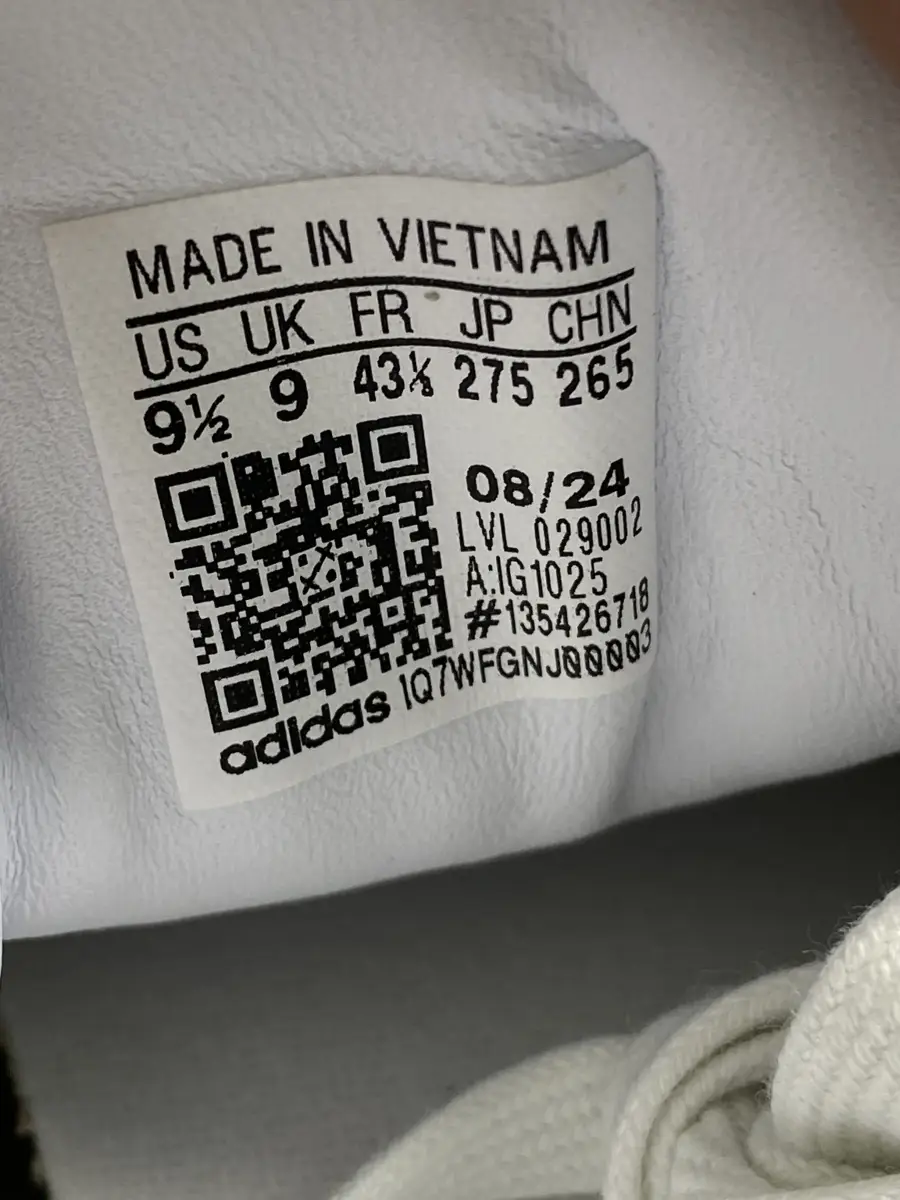 MADE IN VIETNAM
US UK FR JP CHN
9½ 9 43⅓ 275 265
08/24
LVL 029002
A:IG1025
#135426718
adidas 1Q7WFGNJ00003